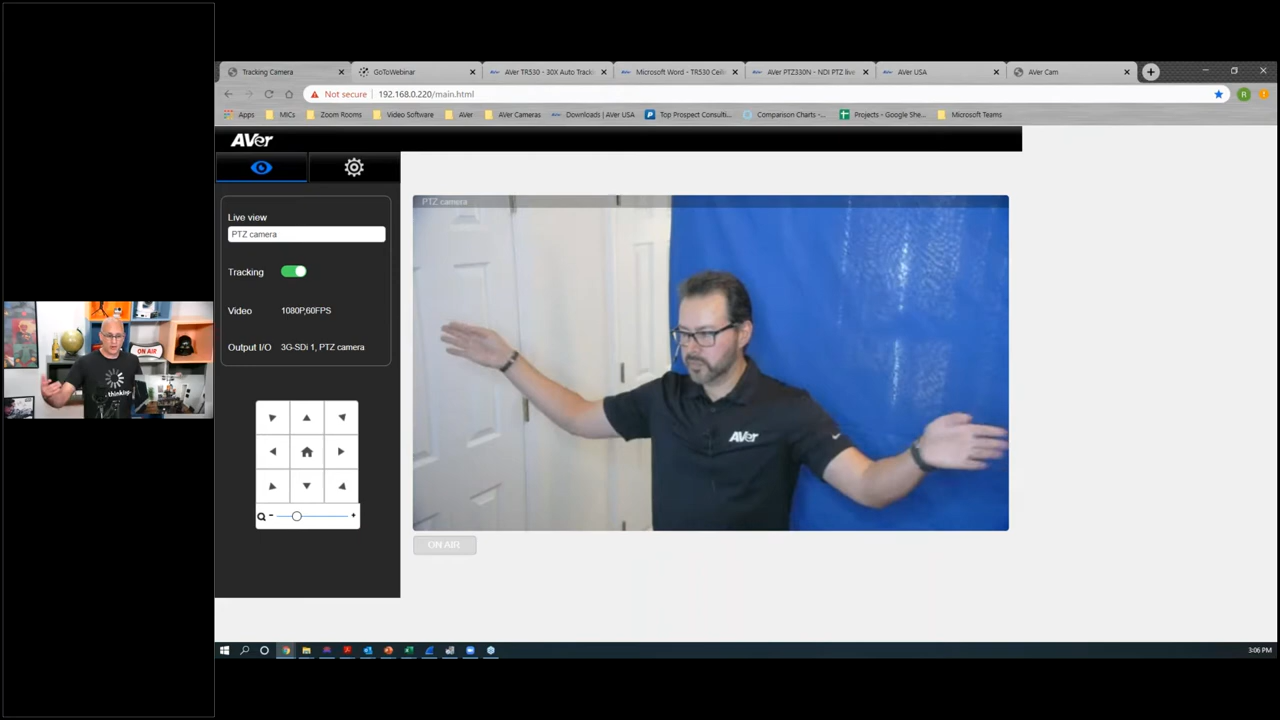 Tracking Camera
GoToWebinar
AVer TR530 - 30X Auto Tracki
Microsoft Word - TR530 Ceili
AVer PTZ330N - NDI PTZ live
AVer USA
AVer Cam
Not secure 192.168.0.220/main.html
R
Apps
MICs
Zoom Rooms
Video Software
AVer
AVer Cameras
Downloads | AVer USA
Top Prospect Consulti...
Comparison Charts -...
Projects - Google She...
Microsoft Teams
AVer
Live view
PTZ camera
Tracking
Video 1080P,60FPS
Output I/O 3G-SDi 1, PTZ camera
PTZ camera
AVer
ON AIR
ON AIR
thinking
3:06 PM